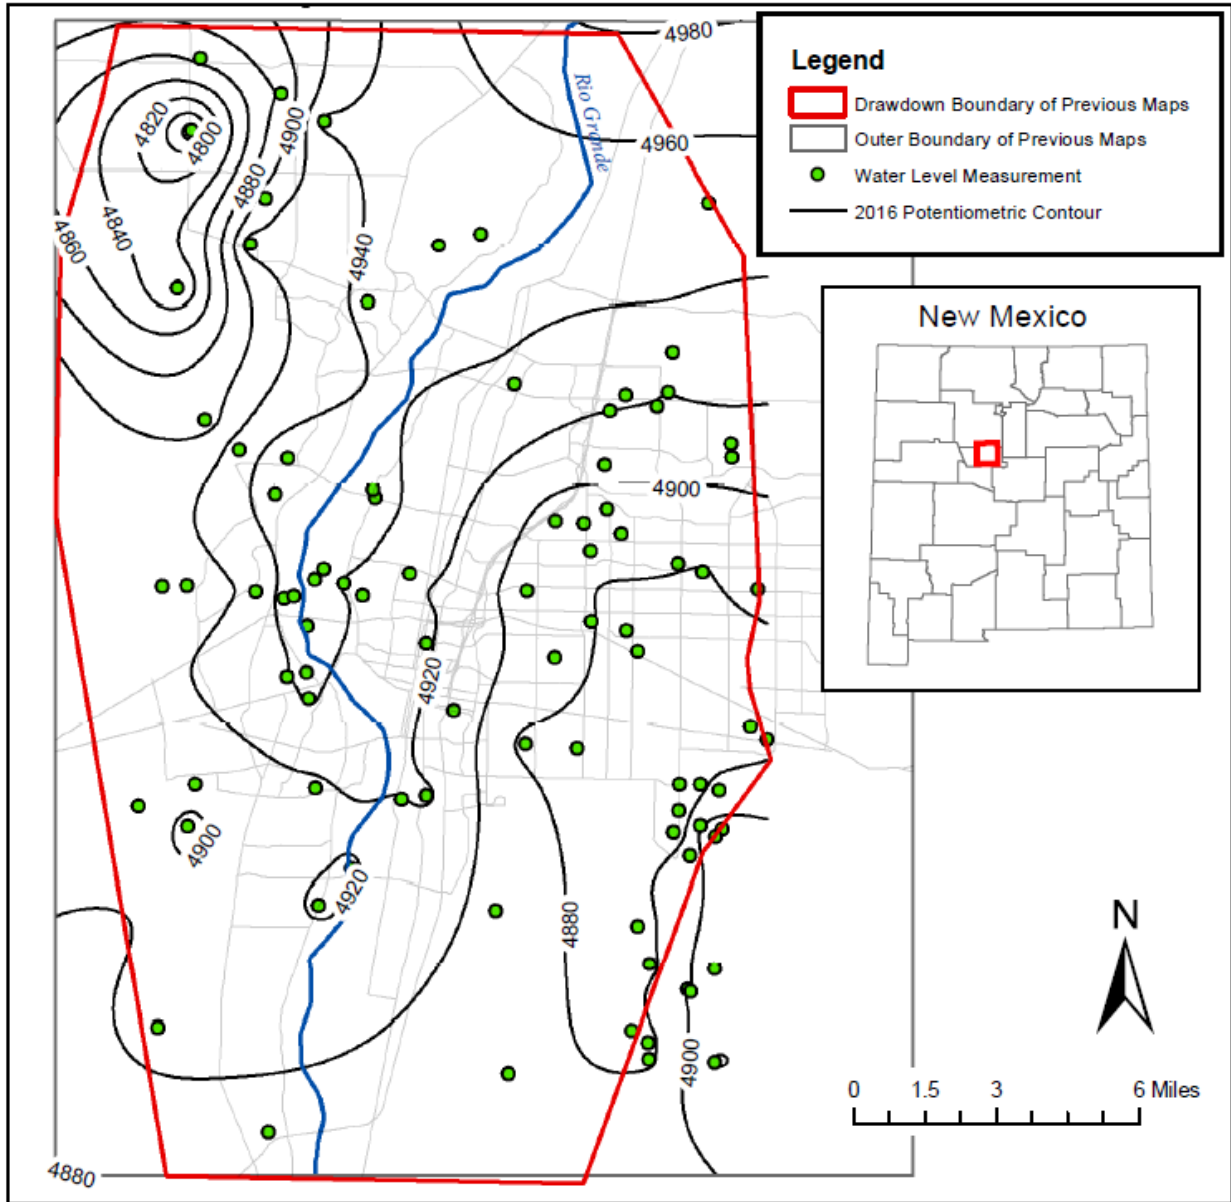 4980
Legend
Drawdown Boundary of Previous Maps
Outer Boundary of Previous Maps
Water Level Measurement
2016 Potentiometric Contour
Rio Grande
4820
4800
4900
4880
4960
4840
4860
4940
New Mexico
4900
4920
4900
4920
4880
4900
N
0 1.5 3 6 Miles
4880